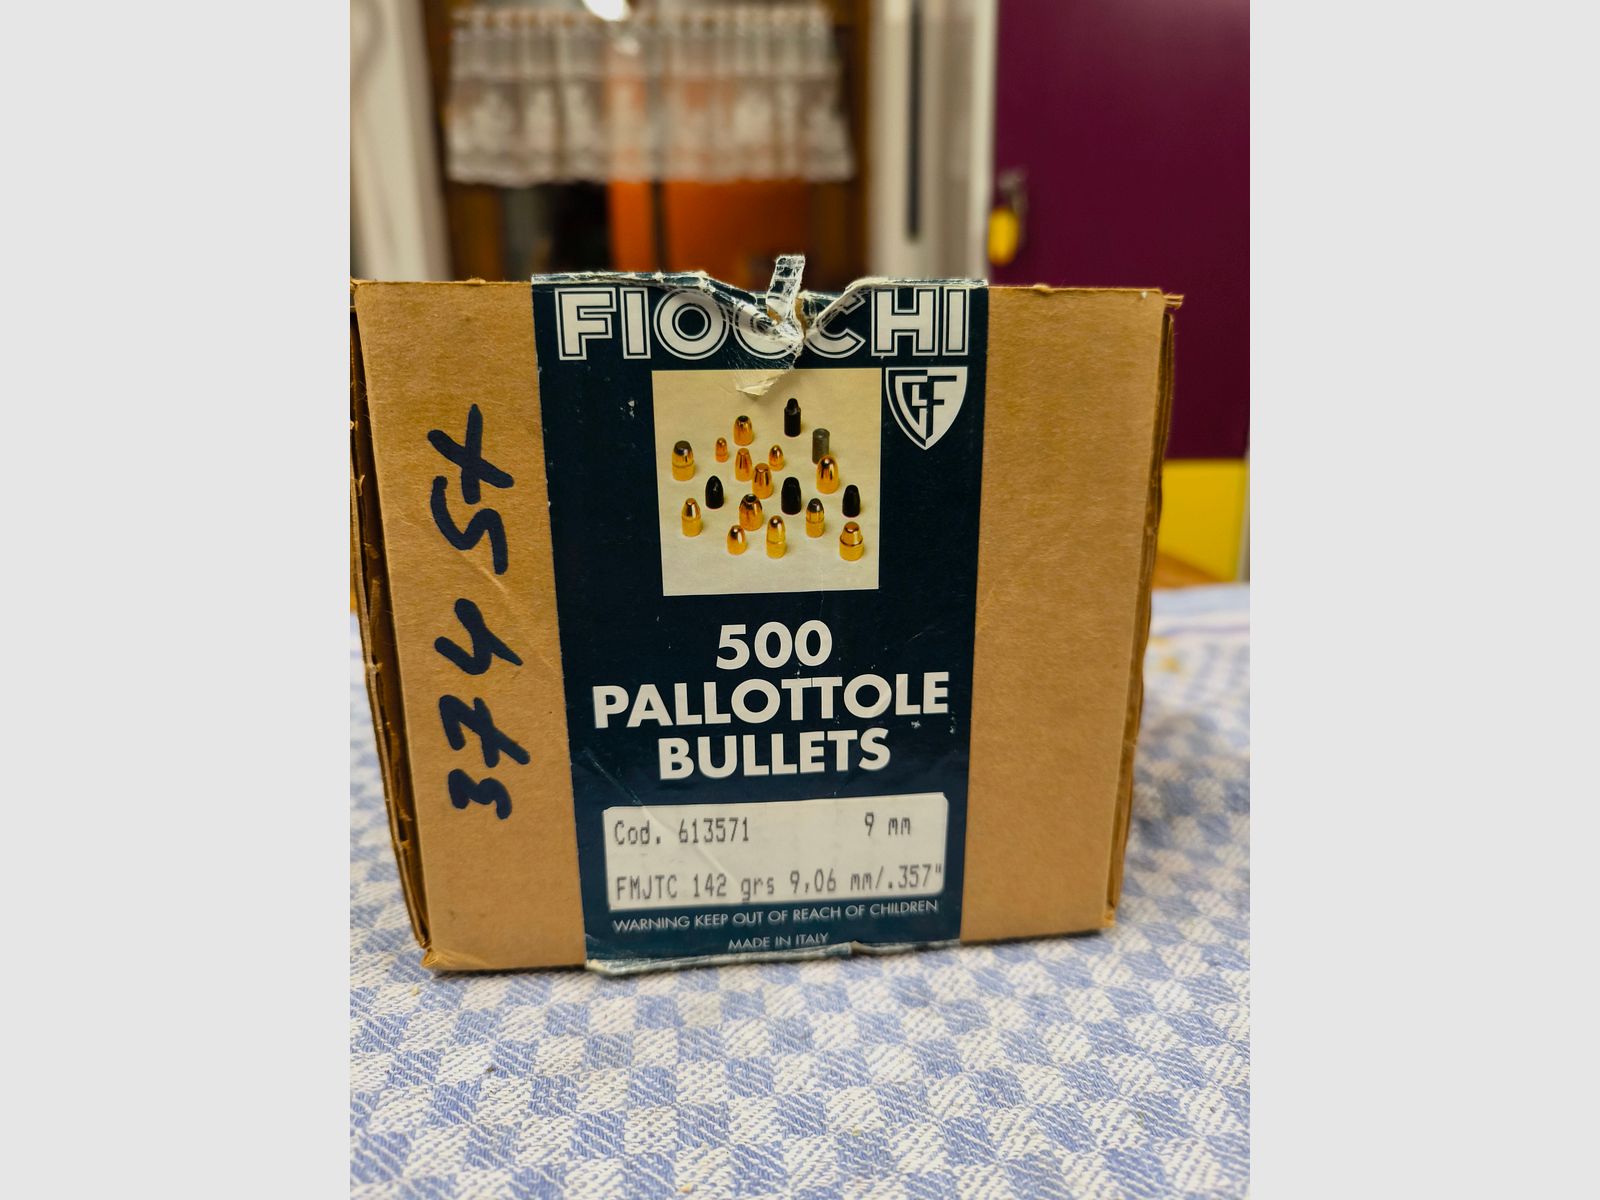 FIOCCHI
GLF
500
PALLOTTOLE
BULLETS
Cod. 613571 9 mm
FMJTC 142 grs 9,06 mm/.357"
WARNING KEEP OUT OF REACH OF CHILDREN
MADE IN ITALY
374 SX